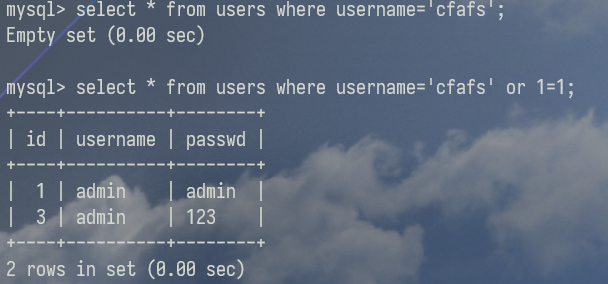 mysql> select * from users where username='cfafs';
Empty set (0.00 sec)
mysql> select * from users where username='cfafs' or 1=1;
+----+----------+--------+
| id | username | passwd |
+----+----------+--------+
|  1 | admin    | admin  |
|  3 | admin    | 123    |
+----+----------+--------+
2 rows in set (0.00 sec)